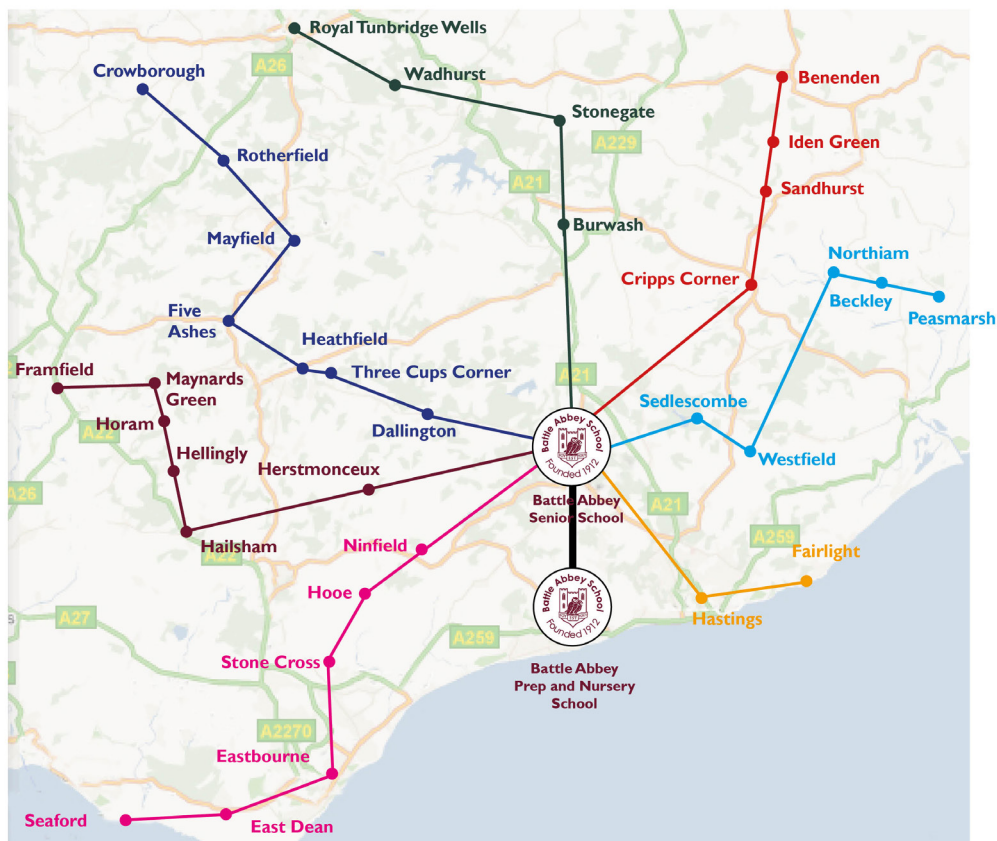 Royal Tunbridge Wells
Crowborough
A26
Wadhurst
Benenden
Stonegate
A229
Iden Green
Rotherfield
A21
Sandhurst
Mayfield
Burwash
Northiam
Cripps Corner
Beckley
Peasmarsh
Five
Ashes
Heathfield
Framfield
Maynards
Green
Three Cups Corner
A21
Sedlescombe
Horam
A22
Dallington
Battle Abbey School
Founded 1912
Hellingly
Herstmonceux
Westfield
A26
Battle Abbey
Senior School
A21
Hailsham
A22
Ninfield
A259
Fairlight
Hooe
Battle Abbey School
Founded 1912
A27
Hastings
A259
Stone Cross
Battle Abbey
Prep and Nursery
School
A2270
Eastbourne
Seaford
East Dean